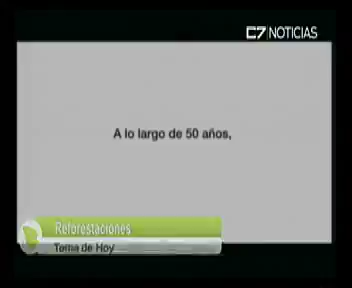 C7 NOTICIAS
A lo largo de 50 años,
Reforestaciones
Tema de Hoy